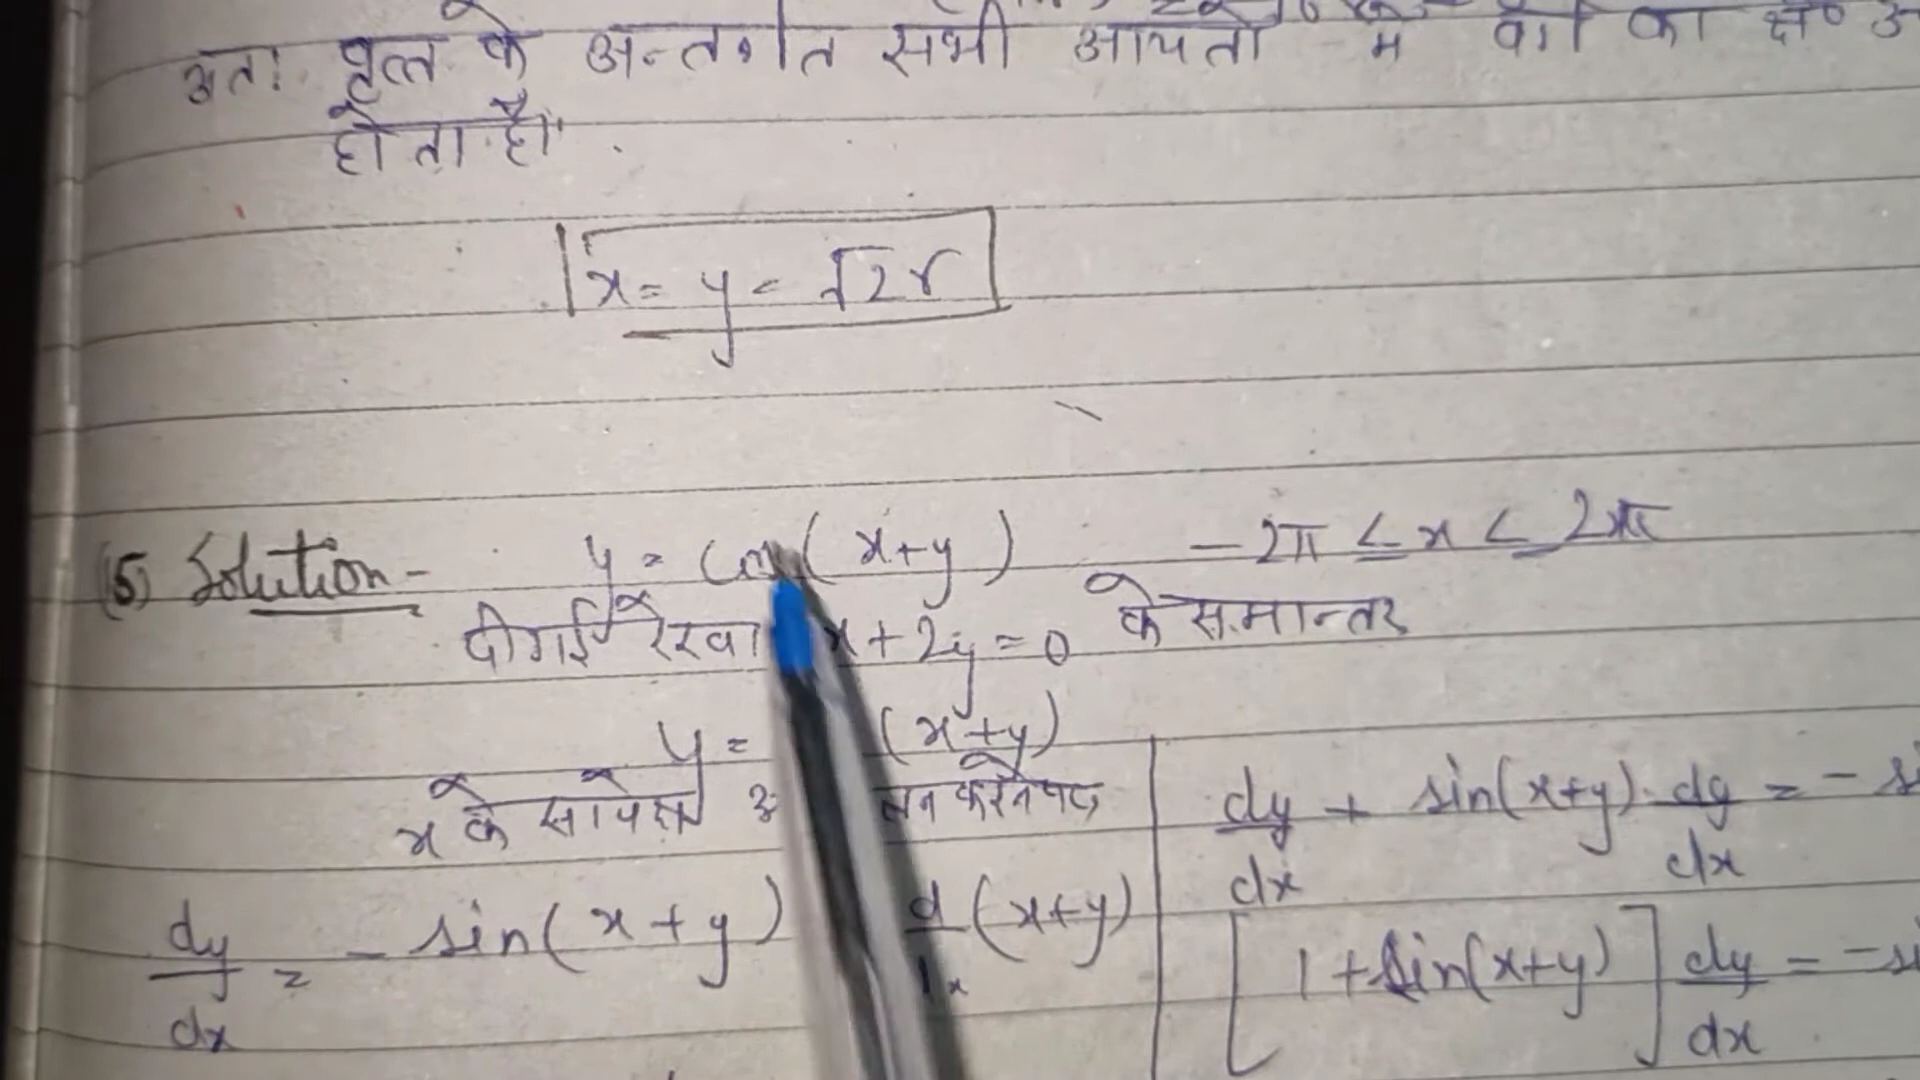 अतः वृत्त के अन्तर्गत सभी आयतों में वर्ग का क्षे०
होता है।
x = y = √2r
(5) Solution - y = cos(x+y) -2π ≤ x ≤ 2π
दी गई रेखा x + 2y = 0 के समान्तर
y = (x+y)
x के सापेक्ष करने पर
dy/dx = - sin(x+y) d/dx (x+y)
dy/dx + sin(x+y).dy/dx = -
[1 + sin(x+y)] dy/dx = -